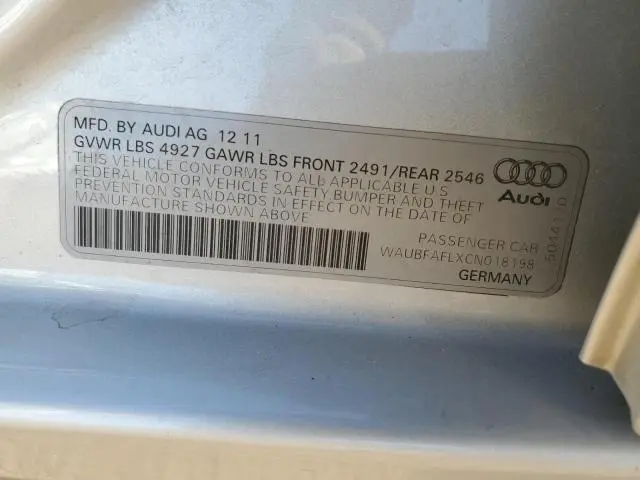 MFD. BY AUDI AG 12 11
GVWR LBS 4927 GAWR LBS FRONT 2491/REAR 2546
THIS VEHICLE CONFORMS TO ALL APPLICABLE U S
FEDERAL MOTOR VEHICLE SAFETY, BUMPER AND THEFT
PREVENTION STANDARDS IN EFFECT ON THE DATE OF
MANUFACTURE SHOWN ABOVE
Audi
PASSENGER CAR
WAUBFAFLXCN018198
GERMANY